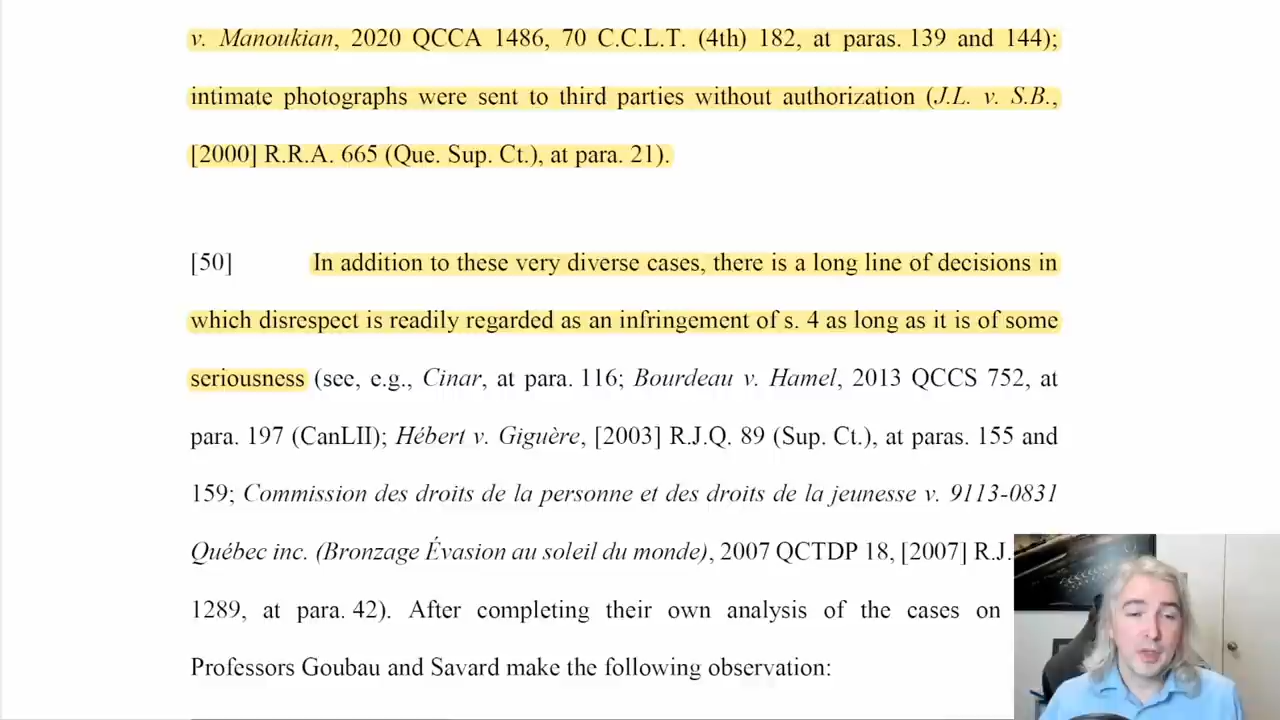 v. Manoukian, 2020 QCCA 1486, 70 C.C.L.T. (4th) 182, at paras. 139 and 144);
intimate photographs were sent to third parties without authorization (J.L. v. S.B.,
[2000] R.R.A. 665 (Que. Sup. Ct.), at para. 21).
[50] In addition to these very diverse cases, there is a long line of decisions in
which disrespect is readily regarded as an infringement of s. 4 as long as it is of some
seriousness (see, e.g., Cinar, at para. 116; Bourdeau v. Hamel, 2013 QCCS 752, at
para. 197 (CanLII); Hébert v. Giguère, [2003] R.J.Q. 89 (Sup. Ct.), at paras. 155 and
159; Commission des droits de la personne et des droits de la jeunesse v. 9113-0831
Québec inc. (Bronzage Évasion au soleil du monde), 2007 QCTDP 18, [2007] R.J.
1289, at para. 42). After completing their own analysis of the cases on
Professors Goubau and Savard make the following observation: